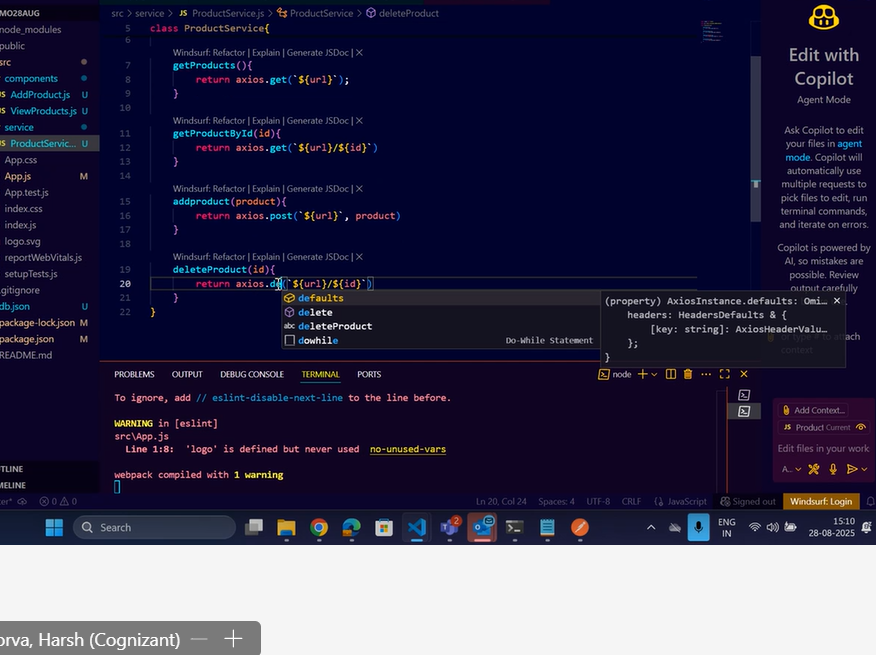 MO28AUG
node_modules
public
src
components
JS AddProduct.js U
JS ViewProducts.js U
service
JS ProductServic... U
App.css
App.js M
App.test.js
index.css
index.js
logo.svg
reportWebVitals.js
setupTests.js
.gitignore
db.json U
package-lock.json M
package.json M
README.md
TLINE
MELINE
src > service > JS ProductService.js > ProductService > deleteProduct
5 class ProductService{
6
Windsurf: Refactor | Explain | Generate JSDoc | X
7 getProducts(){
8 return axios.get(`${url}`);
9 }
10
Windsurf: Refactor | Explain | Generate JSDoc | X
11 getProductById(id){
12 return axios.get(`${url}/${id}`)
13 }
14
Windsurf: Refactor | Explain | Generate JSDoc | X
15 addproduct(product){
16 return axios.post(`${url}`, product)
17 }
18
Windsurf: Refactor | Explain | Generate JSDoc | X
19 deleteProduct(id){
20 return axios.de(`${url}/${id}`)
21 }
22 }
defaults
delete
abc deleteProduct
dowhile Do-While Statement
(property) AxiosInstance.defaults: Omi...
headers: HeadersDefaults & {
[key: string]: AxiosHeaderValu...
};
}
PROBLEMS OUTPUT DEBUG CONSOLE TERMINAL PORTS
node
To ignore, add // eslint-disable-next-line to the line before.
WARNING in [eslint]
src\App.js
Line 1:8: 'logo' is defined but never used no-unused-vars
webpack compiled with 1 warning
Edit with
Copilot
Agent Mode
Ask Copilot to edit
your files in agent
mode. Copilot will
automatically use
multiple requests to
pick files to edit, run
terminal commands,
and iterate on errors.
Copilot is powered by
AI, so mistakes are
possible. Review
output carefully
or type # to attach
context
Add Context...
JS Product Current
Edit files in your work
A...
ter* 0 0
Ln 20, Col 24 Spaces: 4 UTF-8 CRLF JavaScript Signed out Windsurf: Login
Search
2
ENG
IN
15:10
28-08-2025
orva, Harsh (Cognizant)